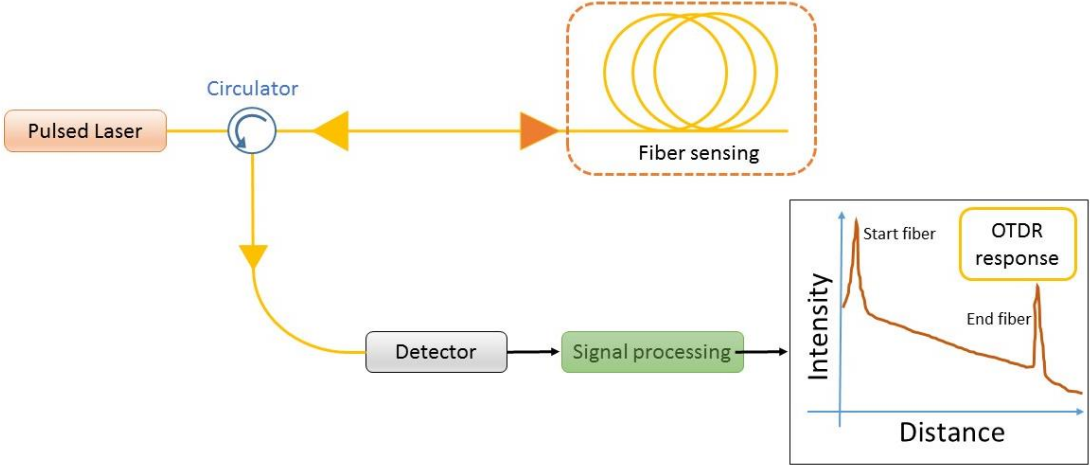 Circulator
Pulsed Laser
Fiber sensing
Start fiber
OTDR
response
Intensity
End fiber
Detector
Signal processing
Distance